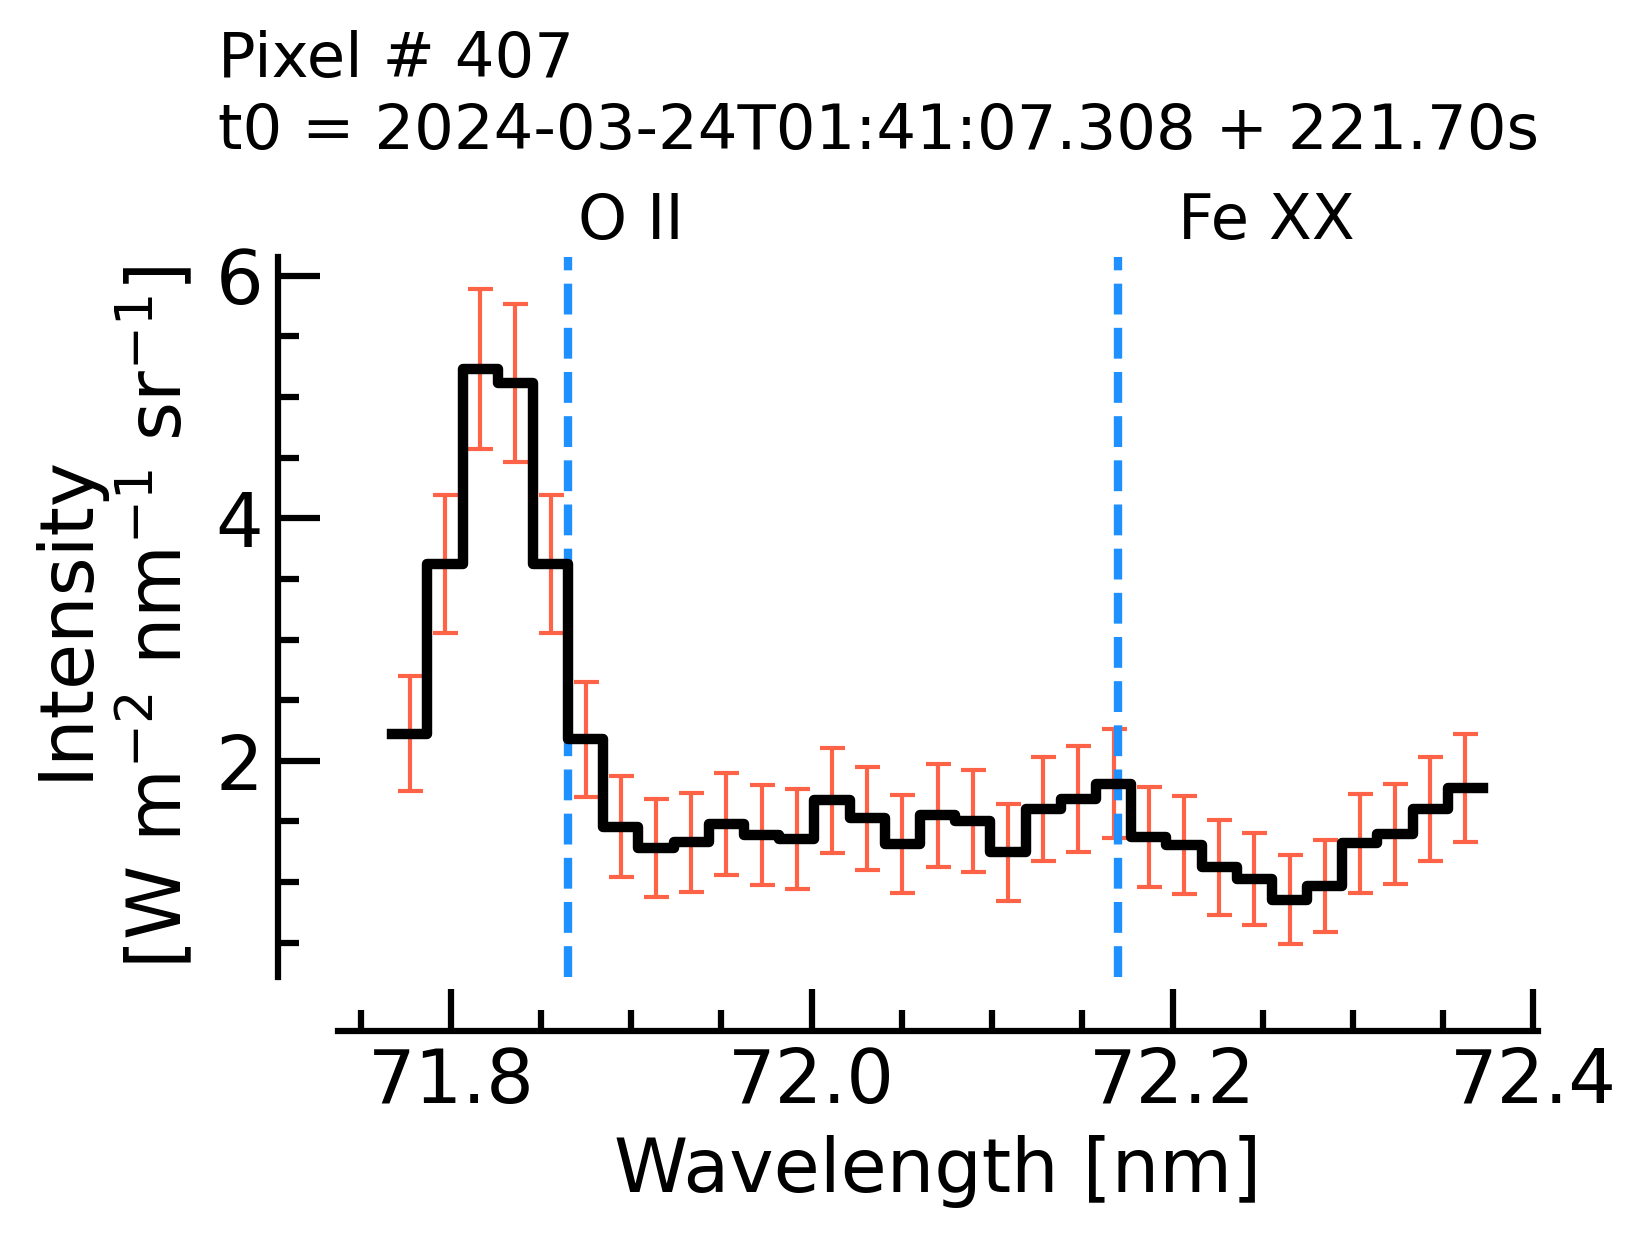 Pixel # 407
t0 = 2024-03-24T01:41:07.308 + 221.70s
O II
Fe XX
Intensity
[W m⁻² nm⁻¹ sr⁻¹]
6
4
2
71.8
72.0
72.2
72.4
Wavelength [nm]